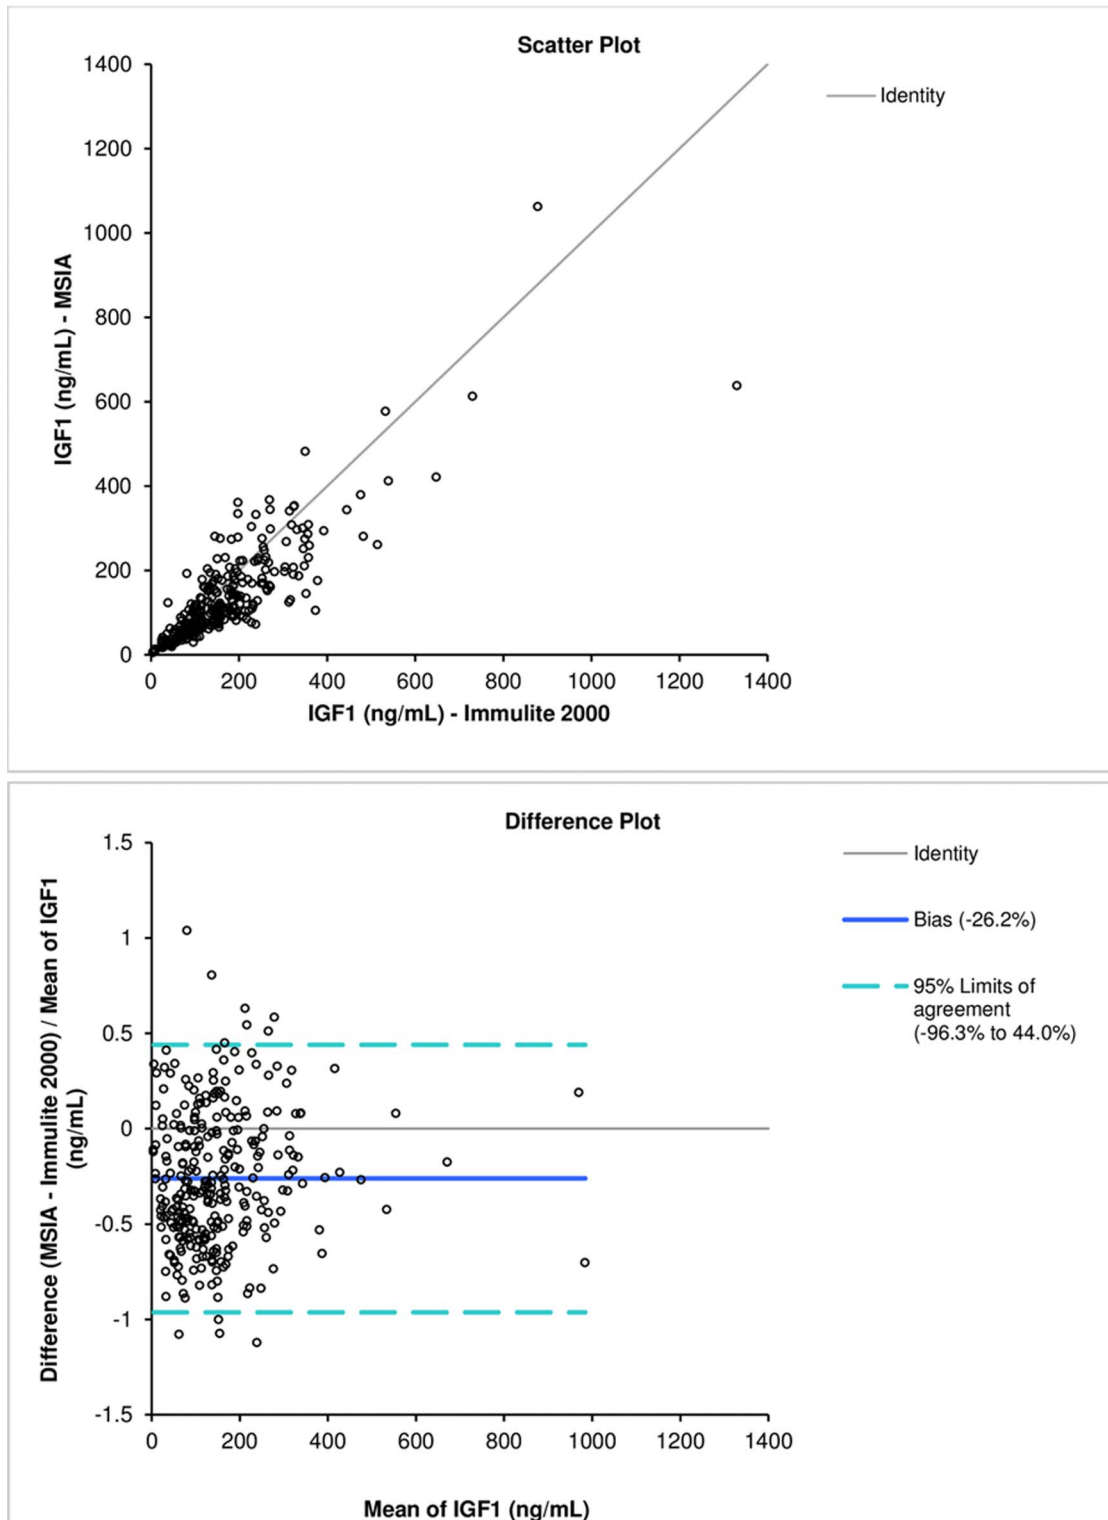 Scatter Plot
1400
1200
1000
800
600
400
200
0
0 200 400 600 800 1000 1200 1400
IGF1 (ng/mL) - MSIA
IGF1 (ng/mL) - Immulite 2000
Identity
Difference Plot
1.5
1
0.5
0
-0.5
-1
-1.5
0 200 400 600 800 1000 1200 1400
Difference (MSIA - Immulite 2000) / Mean of IGF1
(ng/mL)
Mean of IGF1 (ng/mL)
Identity
Bias (-26.2%)
95% Limits of
agreement
(-96.3% to 44.0%)